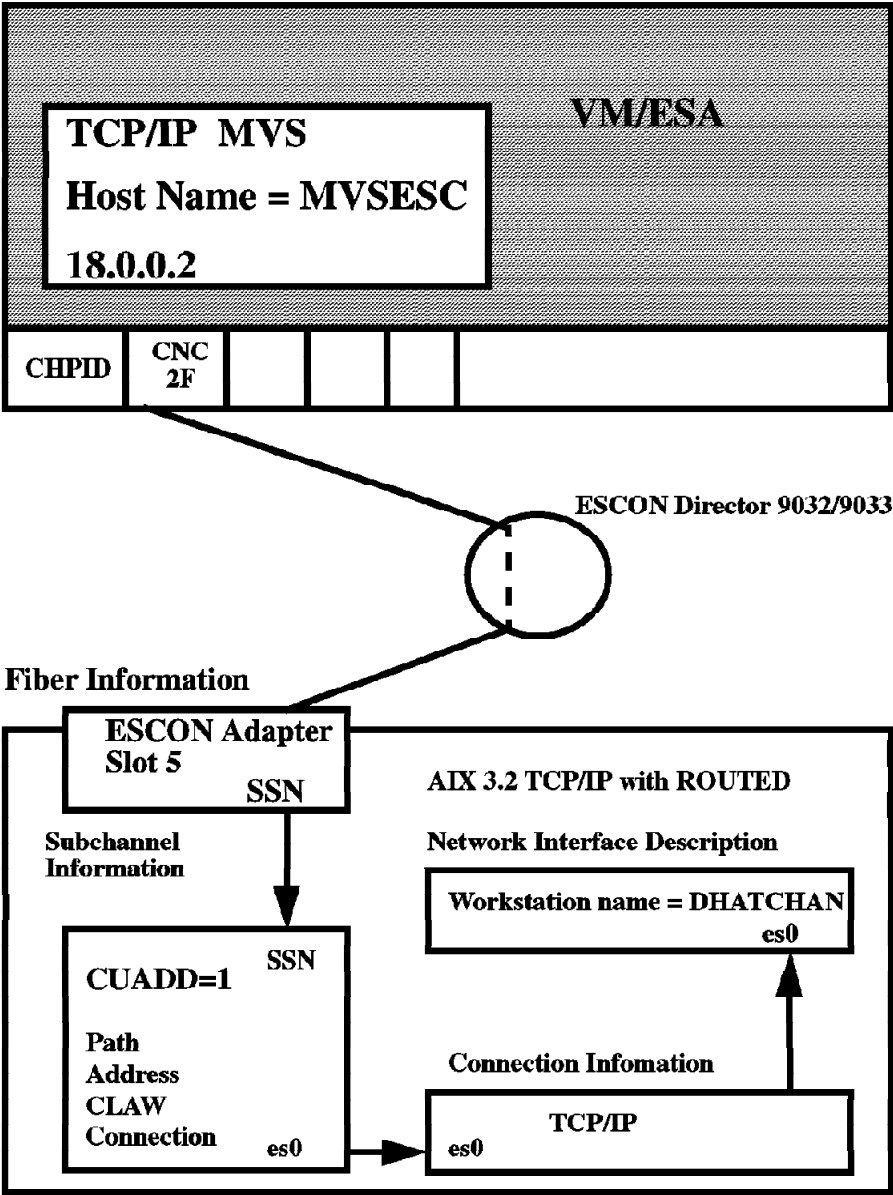 VM/ESA
TCP/IP MVS
Host Name = MVSESC
18.0.0.2
CHPID
CNC
2F
ESCON Director 9032/9033
Fiber Information
ESCON Adapter
Slot 5
SSN
Subchannel
Information
SSN
CUADD=1
Path
Address
CLAW
Connection
es0
AIX 3.2 TCP/IP with ROUTED
Network Interface Description
Workstation name = DHATCHAN
es0
Connection Infomation
TCP/IP
es0